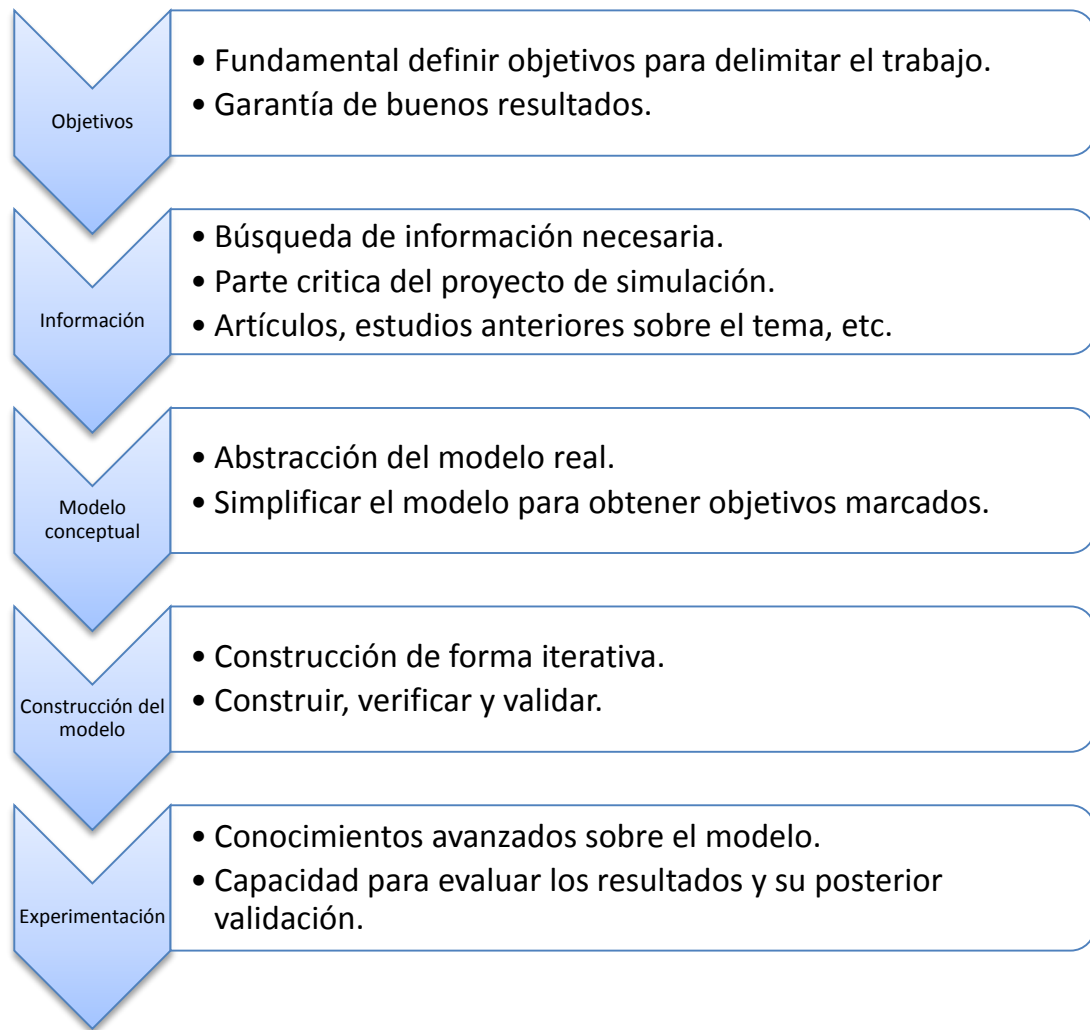 Objetivos
• Fundamental definir objetivos para delimitar el trabajo.
• Garantía de buenos resultados.
Información
• Búsqueda de información necesaria.
• Parte critica del proyecto de simulación.
• Artículos, estudios anteriores sobre el tema, etc.
Modelo
conceptual
• Abstracción del modelo real.
• Simplificar el modelo para obtener objetivos marcados.
Construcción del
modelo
• Construcción de forma iterativa.
• Construir, verificar y validar.
Experimentación
• Conocimientos avanzados sobre el modelo.
• Capacidad para evaluar los resultados y su posterior
validación.